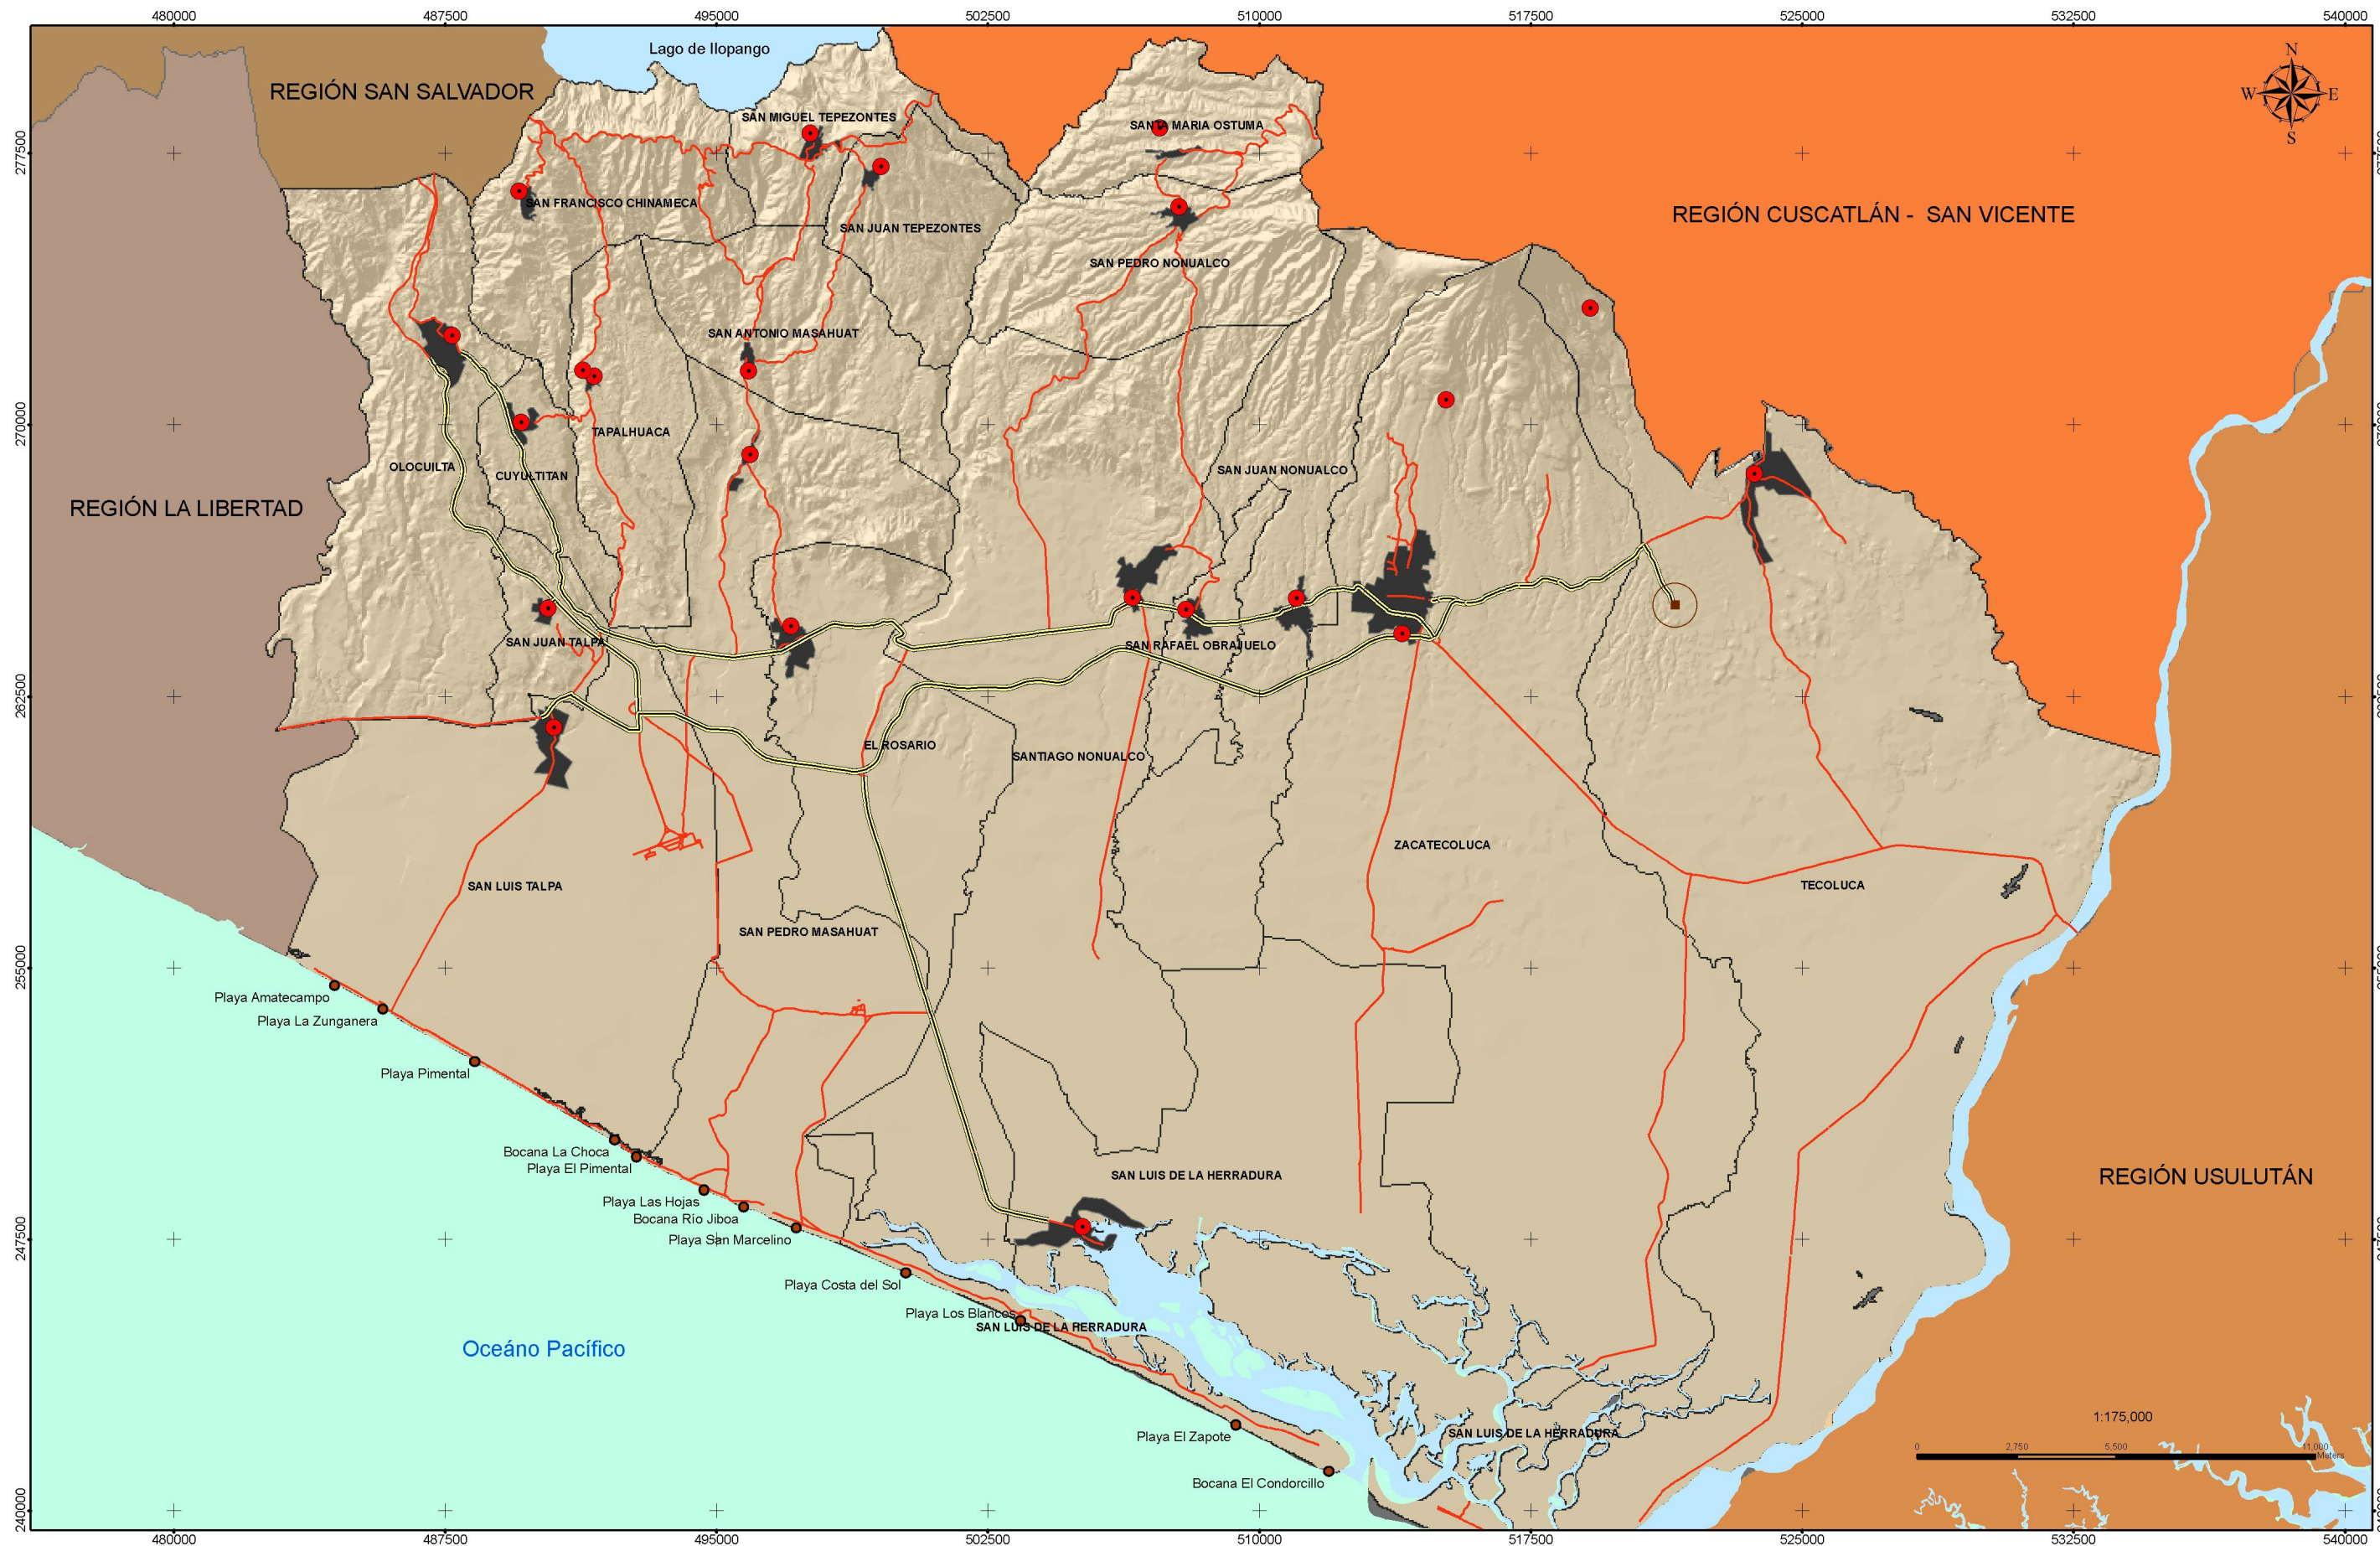 480000 487500 495000 502500 510000 517500 525000 532500 540000
Lago de Ilopango
N
W E
S
REGIÓN SAN SALVADOR
SAN MIGUEL TEPEZONTES
SANTA MARIA OSTUMA
277500
SAN FRANCISCO CHINAMECA
REGIÓN CUSCATLÁN - SAN VICENTE
SAN JUAN TEPEZONTES
SAN PEDRO NONUALCO
SAN ANTONIO MASAHUAT
270000
TAPALHUACA
OLOCUILTA
CUYULTITAN
SAN JUAN NONUALCO
REGIÓN LA LIBERTAD
SAN JUAN TALPA
SAN RAFAEL OBRAJUELO
262500
EL ROSARIO
SANTIAGO NONUALCO
ZACATECOLUCA
SAN LUIS TALPA
TECOLUCA
SAN PEDRO MASAHUAT
255000
Playa Amatecampo
Playa La Zunganera
Playa Pimental
Bocana La Choca
Playa El Pimental
SAN LUIS DE LA HERRADURA
REGIÓN USULUTÁN
Playa Las Hojas
Bocana Río Jiboa
Playa San Marcelino
247500
Playa Costa del Sol
Playa Los Blancos
SAN LUIS DE LA HERRADURA
Oceáno Pacífico
1:175,000
Playa El Zapote
SAN LUIS DE LA HERRADURA
0 2,750 5,500 11,000
Meters
Bocana El Condorcillo
240000
480000 487500 495000 502500 510000 517500 525000 532500 540000